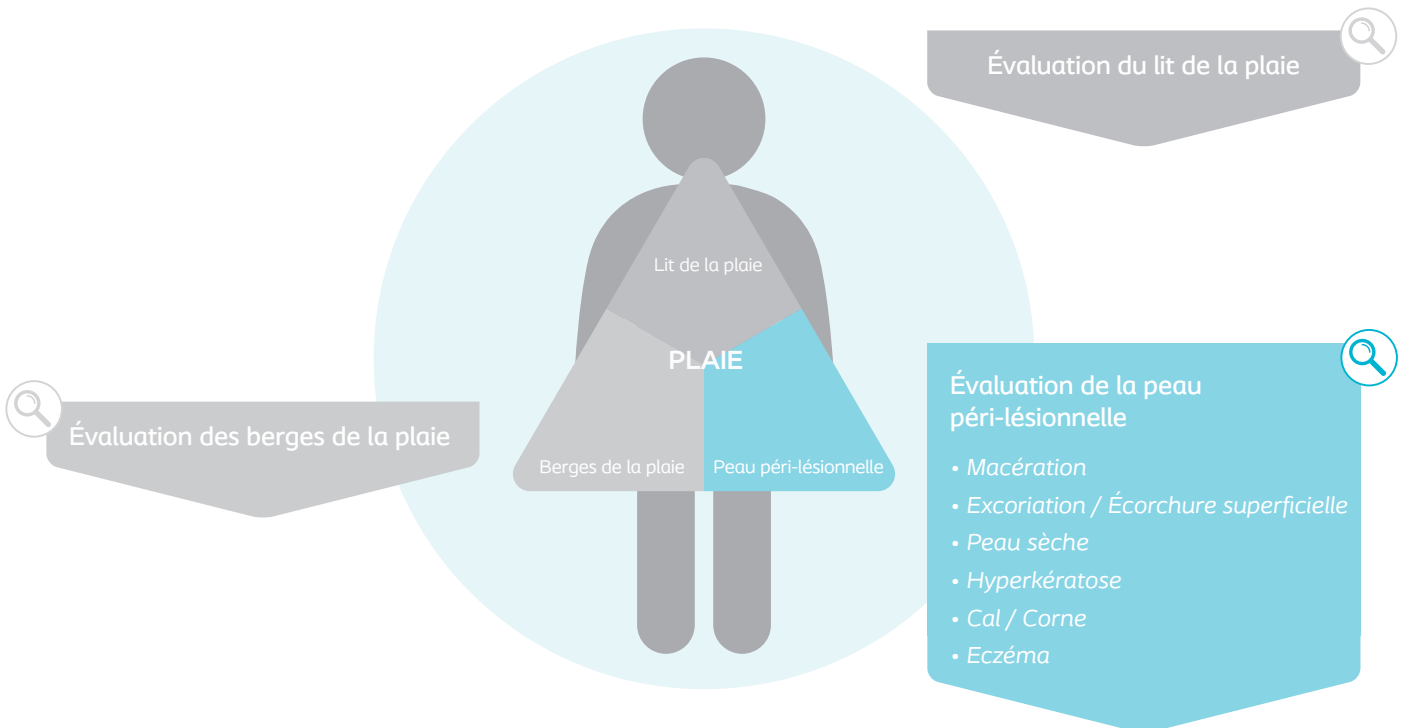 Évaluation du lit de la plaie
Lit de la plaie
PLAIE
Berges de la plaie
Peau péri-lésionnelle
Évaluation des berges de la plaie
Évaluation de la peau
péri-lésionnelle
• Macération
• Excoriation / Écorchure superficielle
• Peau sèche
• Hyperkératose
• Cal / Corne
• Eczéma